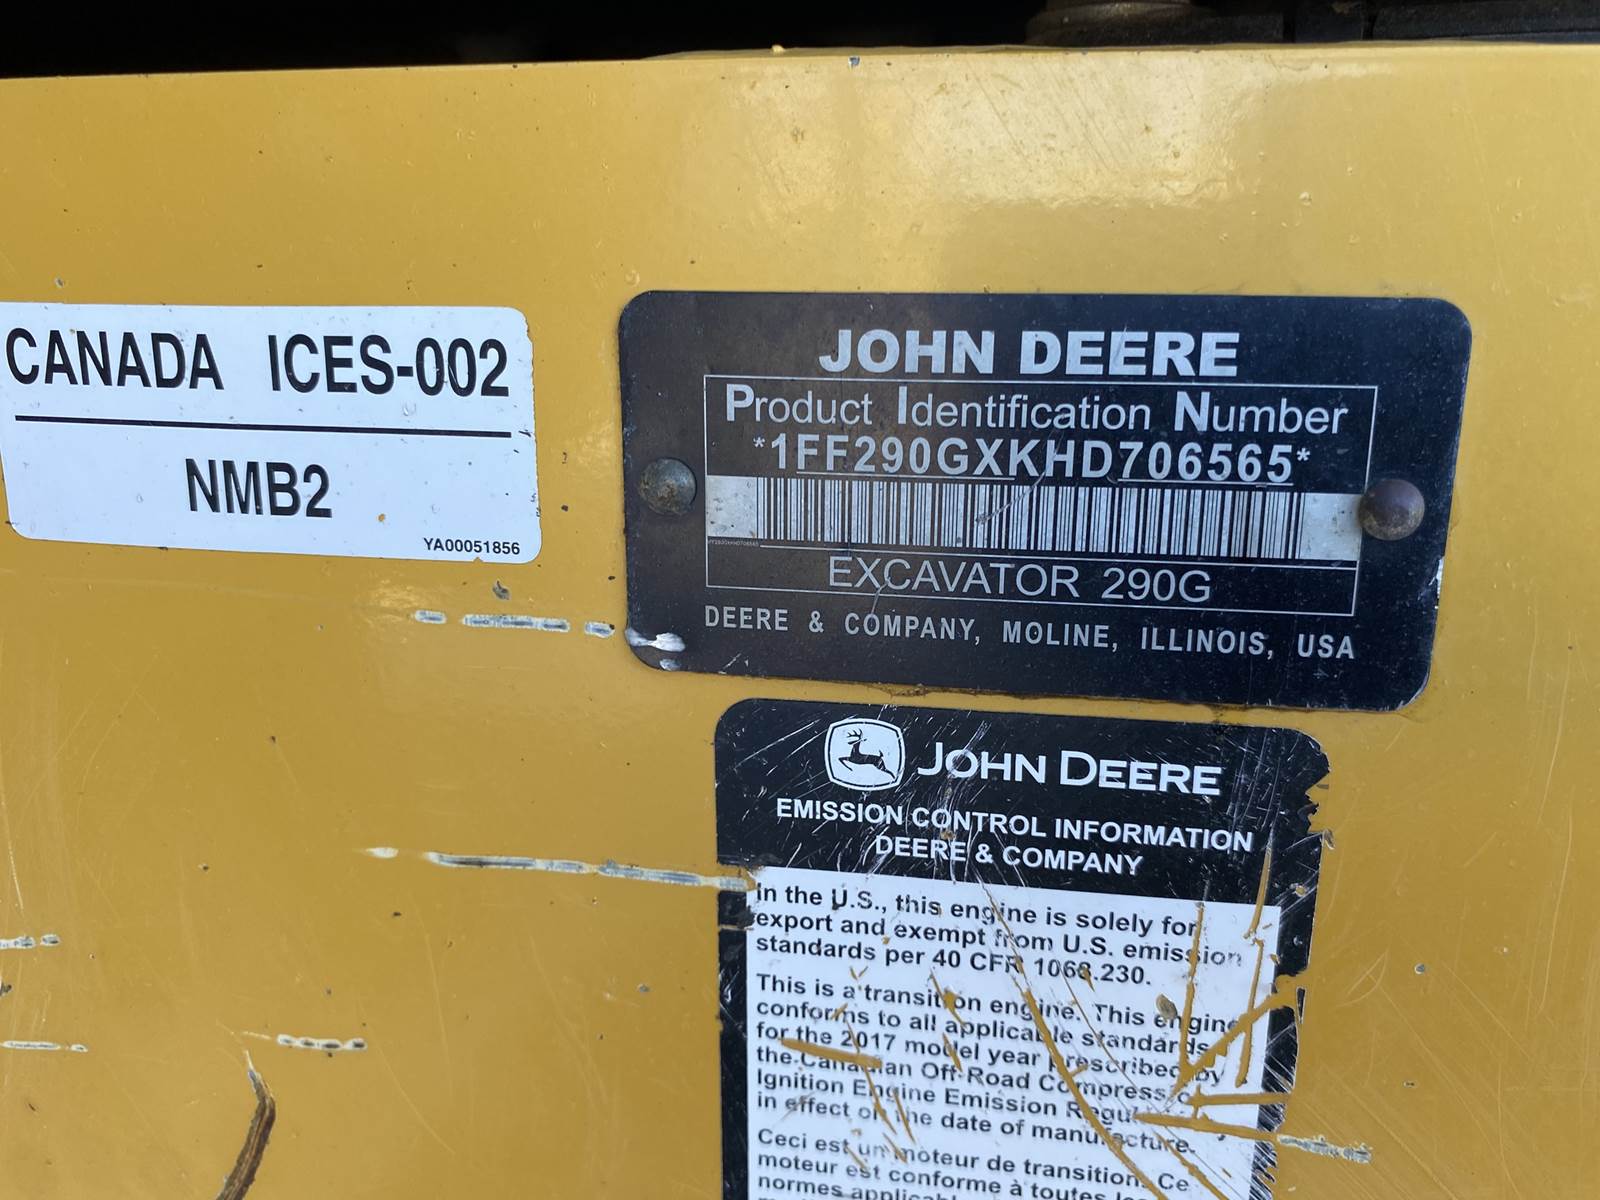 CANADA ICES-002
NMB2
YA00051856
JOHN DEERE
Product Identification Number
*1FF290GXKHD706565*
EXCAVATOR 290G
DEERE & COMPANY, MOLINE, ILLINOIS, USA
JOHN DEERE
EMISSION CONTROL INFORMATION
DEERE & COMPANY
In the U.S., this engine is solely for
export and exempt from U.S. emission
standards per 40 CFR 1068.230.
This is a transition engine. This engine
conforms to all applicable standards
for the 2017 model year prescribed by
the Canadian Off-Road Compression
Ignition Engine Emission
in effect on the date of manufacture.
Ceci est un moteur de transition. Ce
moteur est conforme à toutes les
normes